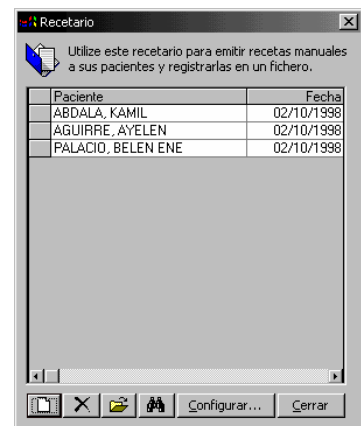 Recetario
Utilize este recetario para emitir recetas manuales
a sus pacientes y registrarlas en un fichero.
Paciente Fecha
ABDALA, KAMIL 02/10/1998
AGUIRRE, AYELEN 02/10/1998
PALACIO, BELEN ENE 02/10/1998
Configurar... Cerrar